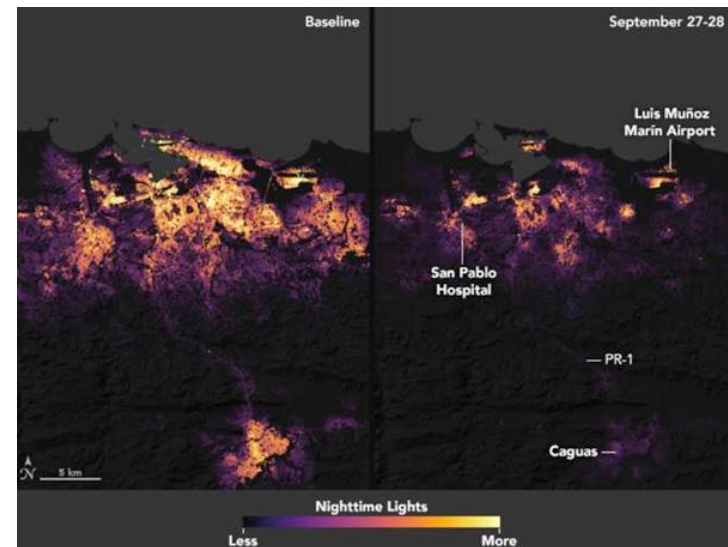 Baseline
September 27-28
Luis Muñoz
Marín Airport
San Pablo
Hospital
PR-1
Caguas
N
5 km
Nighttime Lights
Less
More